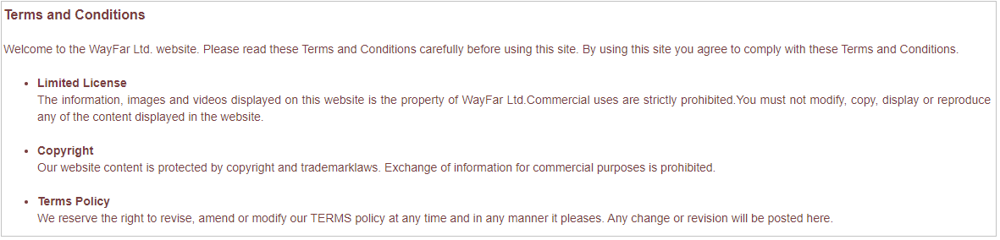 Terms and Conditions
Welcome to the WayFar Ltd. website. Please read these Terms and Conditions carefully before using this site. By using this site you agree to comply with these Terms and Conditions.
• Limited License
The information, images and videos displayed on this website is the property of WayFar Ltd.Commercial uses are strictly prohibited.You must not modify, copy, display or reproduce
any of the content displayed in the website.
• Copyright
Our website content is protected by copyright and trademarklaws. Exchange of information for commercial purposes is prohibited.
• Terms Policy
We reserve the right to revise, amend or modify our TERMS policy at any time and in any manner it pleases. Any change or revision will be posted here.